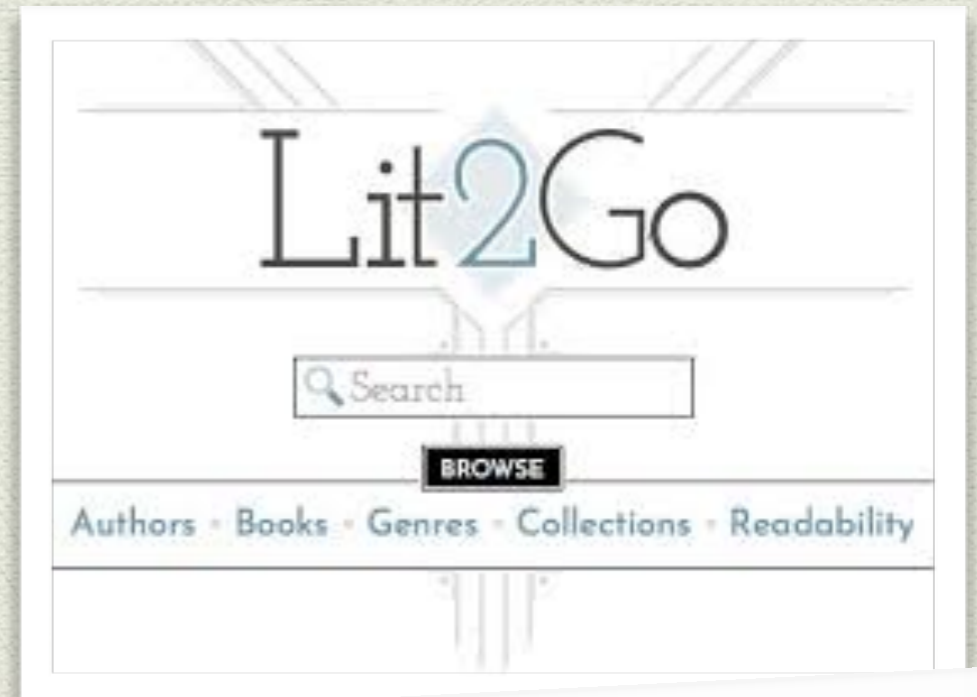 Lit2Go
Search
BROWSE
Authors · Books · Genres · Collections · Readability